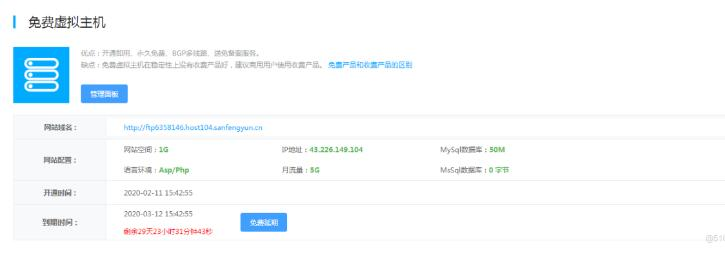 免费虚拟主机
优点：开通即用、永久免费、BGP多线路、送免备案服务。
缺点：免费虚拟主机在稳定性上没有收费产品好，建议商用用户使用收费产品。 免费产品和收费产品的区别
管理面板
网站域名： http://ftp6358146.host104.sanfengyun.cn
网站配置： 网站空间：1G IP地址：43.226.149.104 MySql数据库：50M
语言环境：Asp/Php 月流量：5G MsSql数据库：0 字节
开通时间： 2020-02-11 15:42:55
到期时间： 2020-03-12 15:42:55 免费延期
剩余29天23小时31分钟43秒